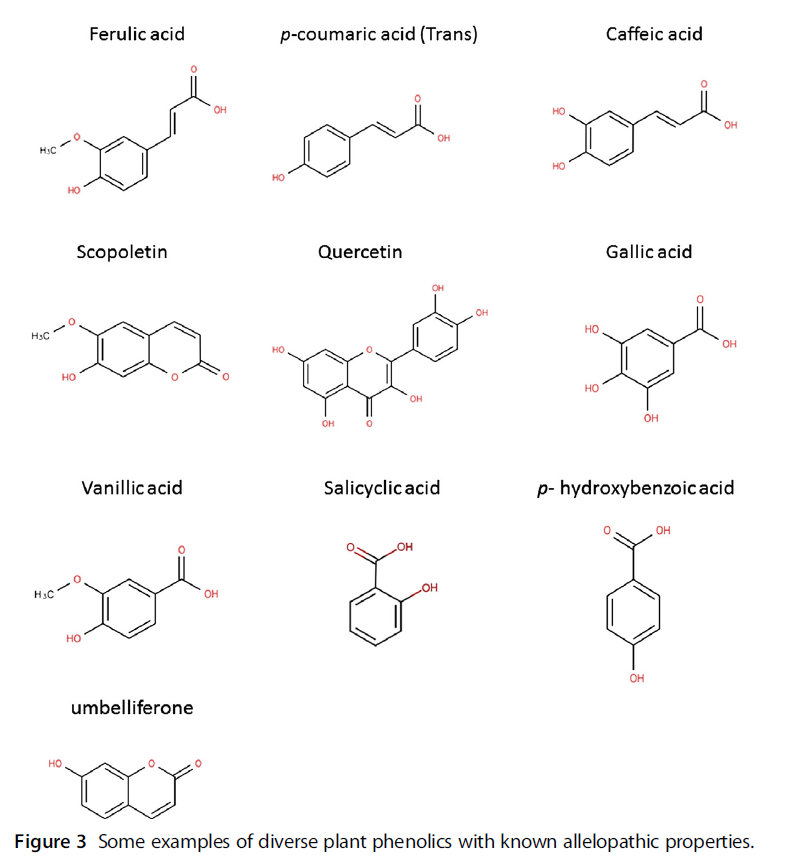 Ferulic acid p-coumaric acid (Trans) Caffeic acid
O
OH
O
H₃C
HO
O
OH
HO
O
OH
HO
HO
Scopoletin Quercetin Gallic acid
O
H₃C
HO
O
O
OH
OH
HO
O
OH
OH
O
O
OH
HO
HO
OH
Vanillic acid Salicyclic acid p- hydroxybenzoic acid
O
OH
O
H₃C
HO
O
OH
OH
O
OH
OH
umbelliferone
HO
O
O
Figure 3 Some examples of diverse plant phenolics with known allelopathic properties.